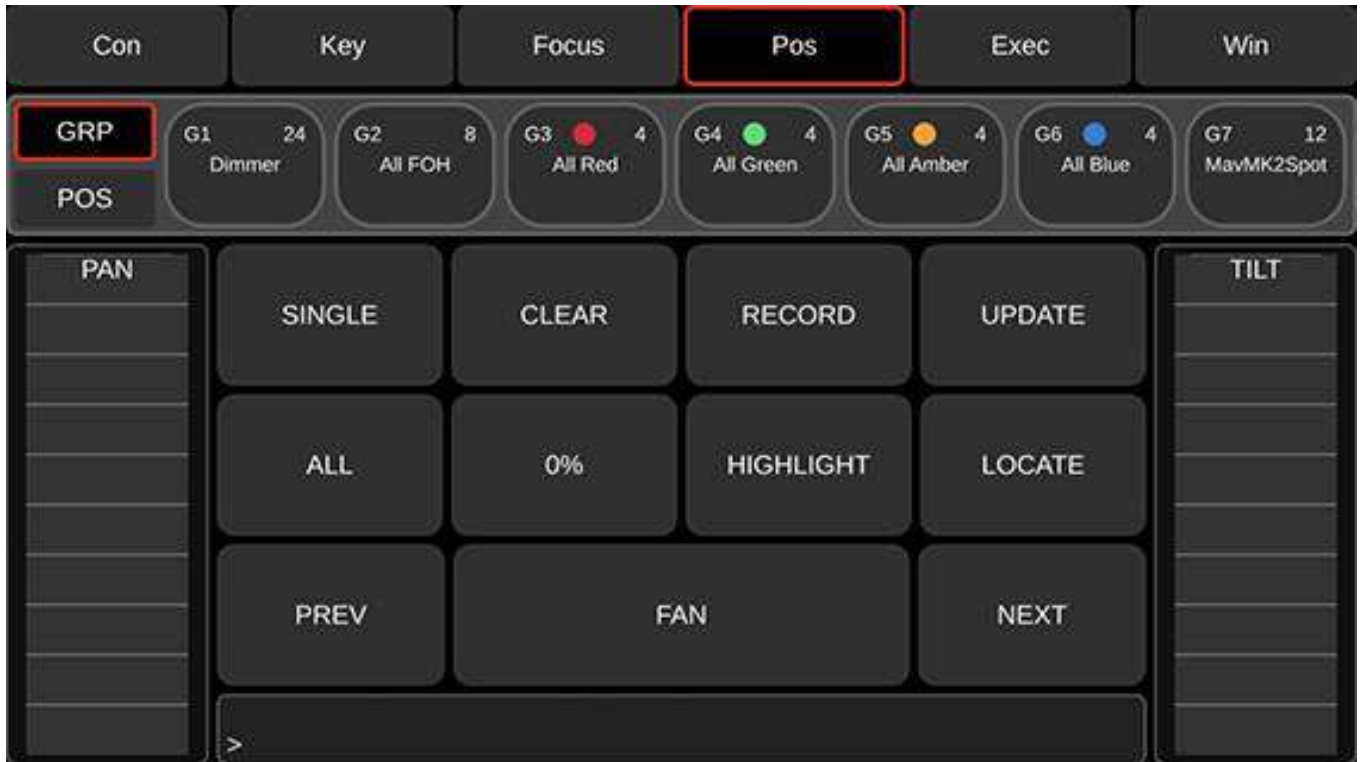 Con Key Focus Pos Exec Win
GRP
POS
G1 24
Dimmer
G2 8
All FOH
G3 4
All Red
G4 4
All Green
G5 4
All Amber
G6 4
All Blue
G7 12
MavMK2Spot
PAN
TILT
SINGLE CLEAR RECORD UPDATE
ALL 0% HIGHLIGHT LOCATE
PREV FAN NEXT
>